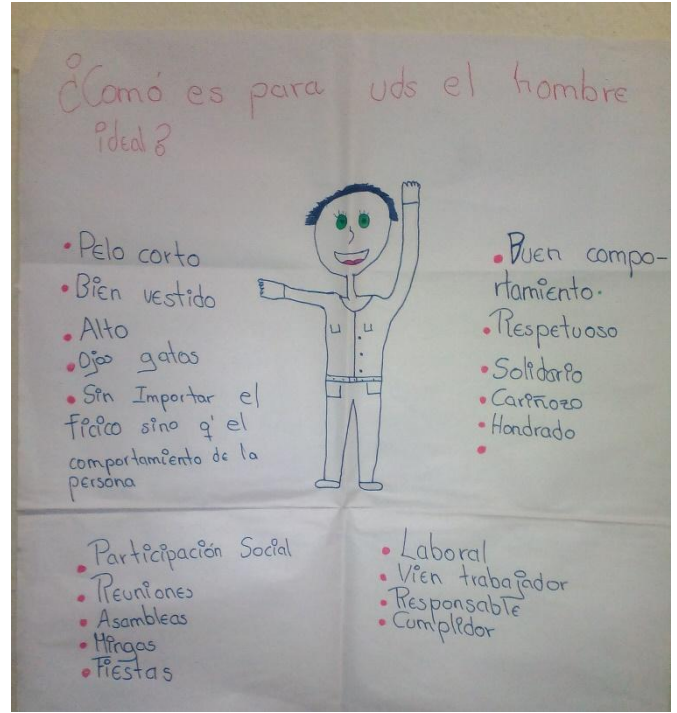 ¿Comó es para uds el hombre
ideal?
• Pelo corto
• Bien vestido
• Alto
• Ojos gatos
• Sin Importar el
ficico sino q' el
comportamiento de la
persona
• Buen compo-
rtamiento.
• Respetuoso
• Solidario
• Cariñozo
• Hondrado
•
• Participación Social
• Reuniones
• Asambleas
• Mingas
• Fiestas
• Laboral
• Vien trabajador
• Responsable
• Cumplidor